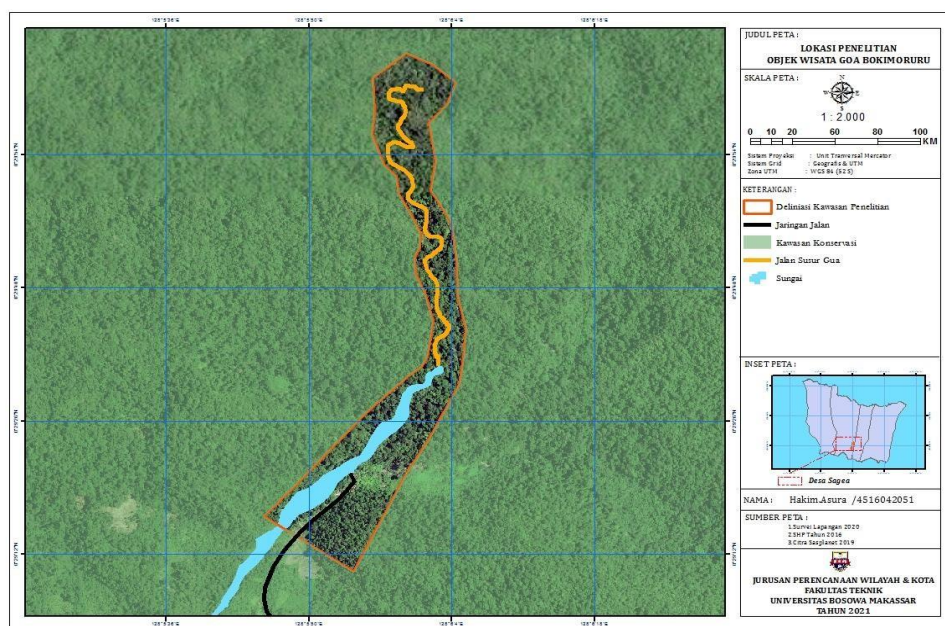 JUDUL PETA :
LOKASI PENELITIAN
OBJEK WISATA GOA BOKIMORURU
SKALA PETA :
N
W E
S
1 : 2.000
0 10 20 40 60 80 100
KM
Sistem Proyeksi : Unit Tranversal Mercator
Sistem Grid : Geografis & UTM
Zona UTM : WGS 84 (52 S)
KETERANGAN :
Deliniasi Kawasan Penelitian
Jaringan Jalan
Kawasan Konservasi
Jalan Susur Gua
Sungai
INSET PETA :
Desa Sagea
NAMA : Hakim.Asura /4516042051
SUMBER PETA :
1.Survei Lapangan 2020
2.SHP Tahun 2016
3.Citra Sasplanet 2019
JURUSAN PERENCANAAN WILAYAH & KOTA
FAKULTAS TEKNIK
UNIVERSITAS BOSOWA MAKASSAR
TAHUN 2021